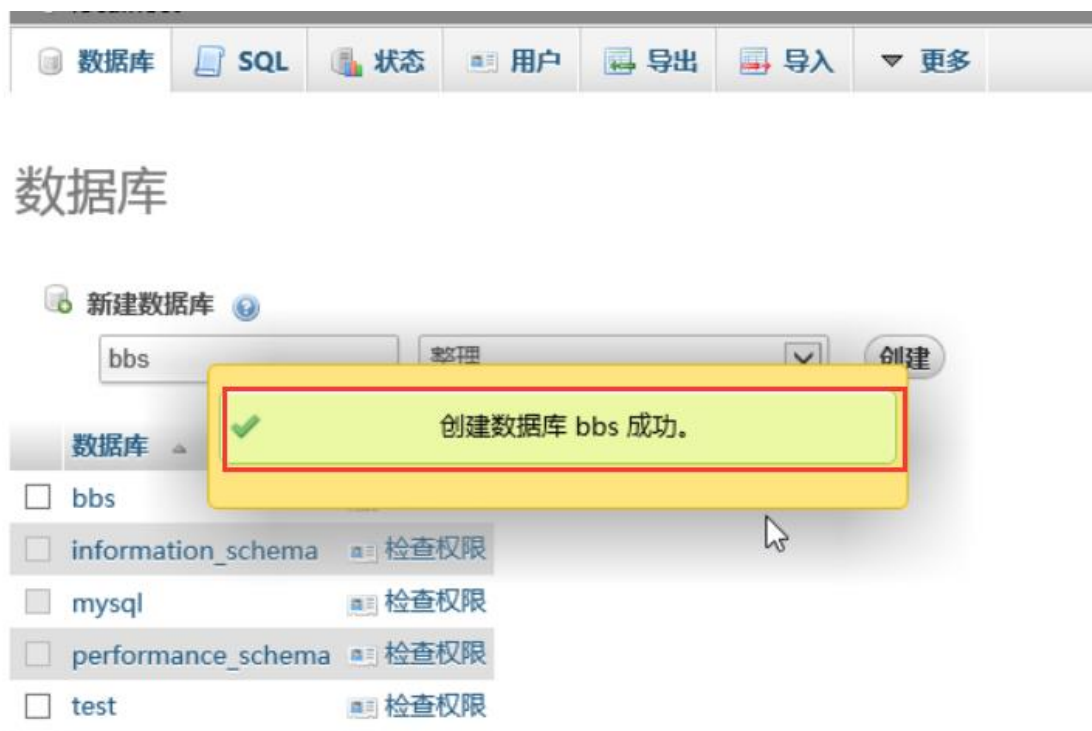 数据库 SQL 状态 用户 导出 导入 更多
数据库
新建数据库
bbs 整理 创建
创建数据库 bbs 成功。
数据库
bbs
information_schema 检查权限
mysql 检查权限
performance_schema 检查权限
test 检查权限